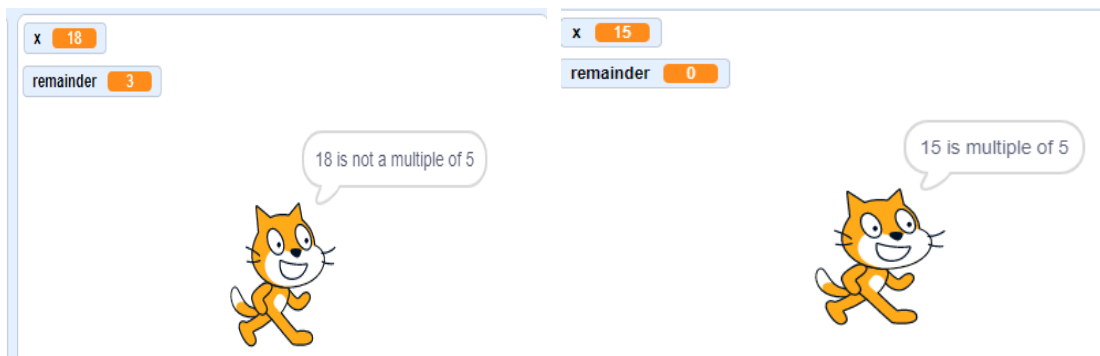 x 18
remainder 3
18 is not a multiple of 5
x 15
remainder 0
15 is multiple of 5